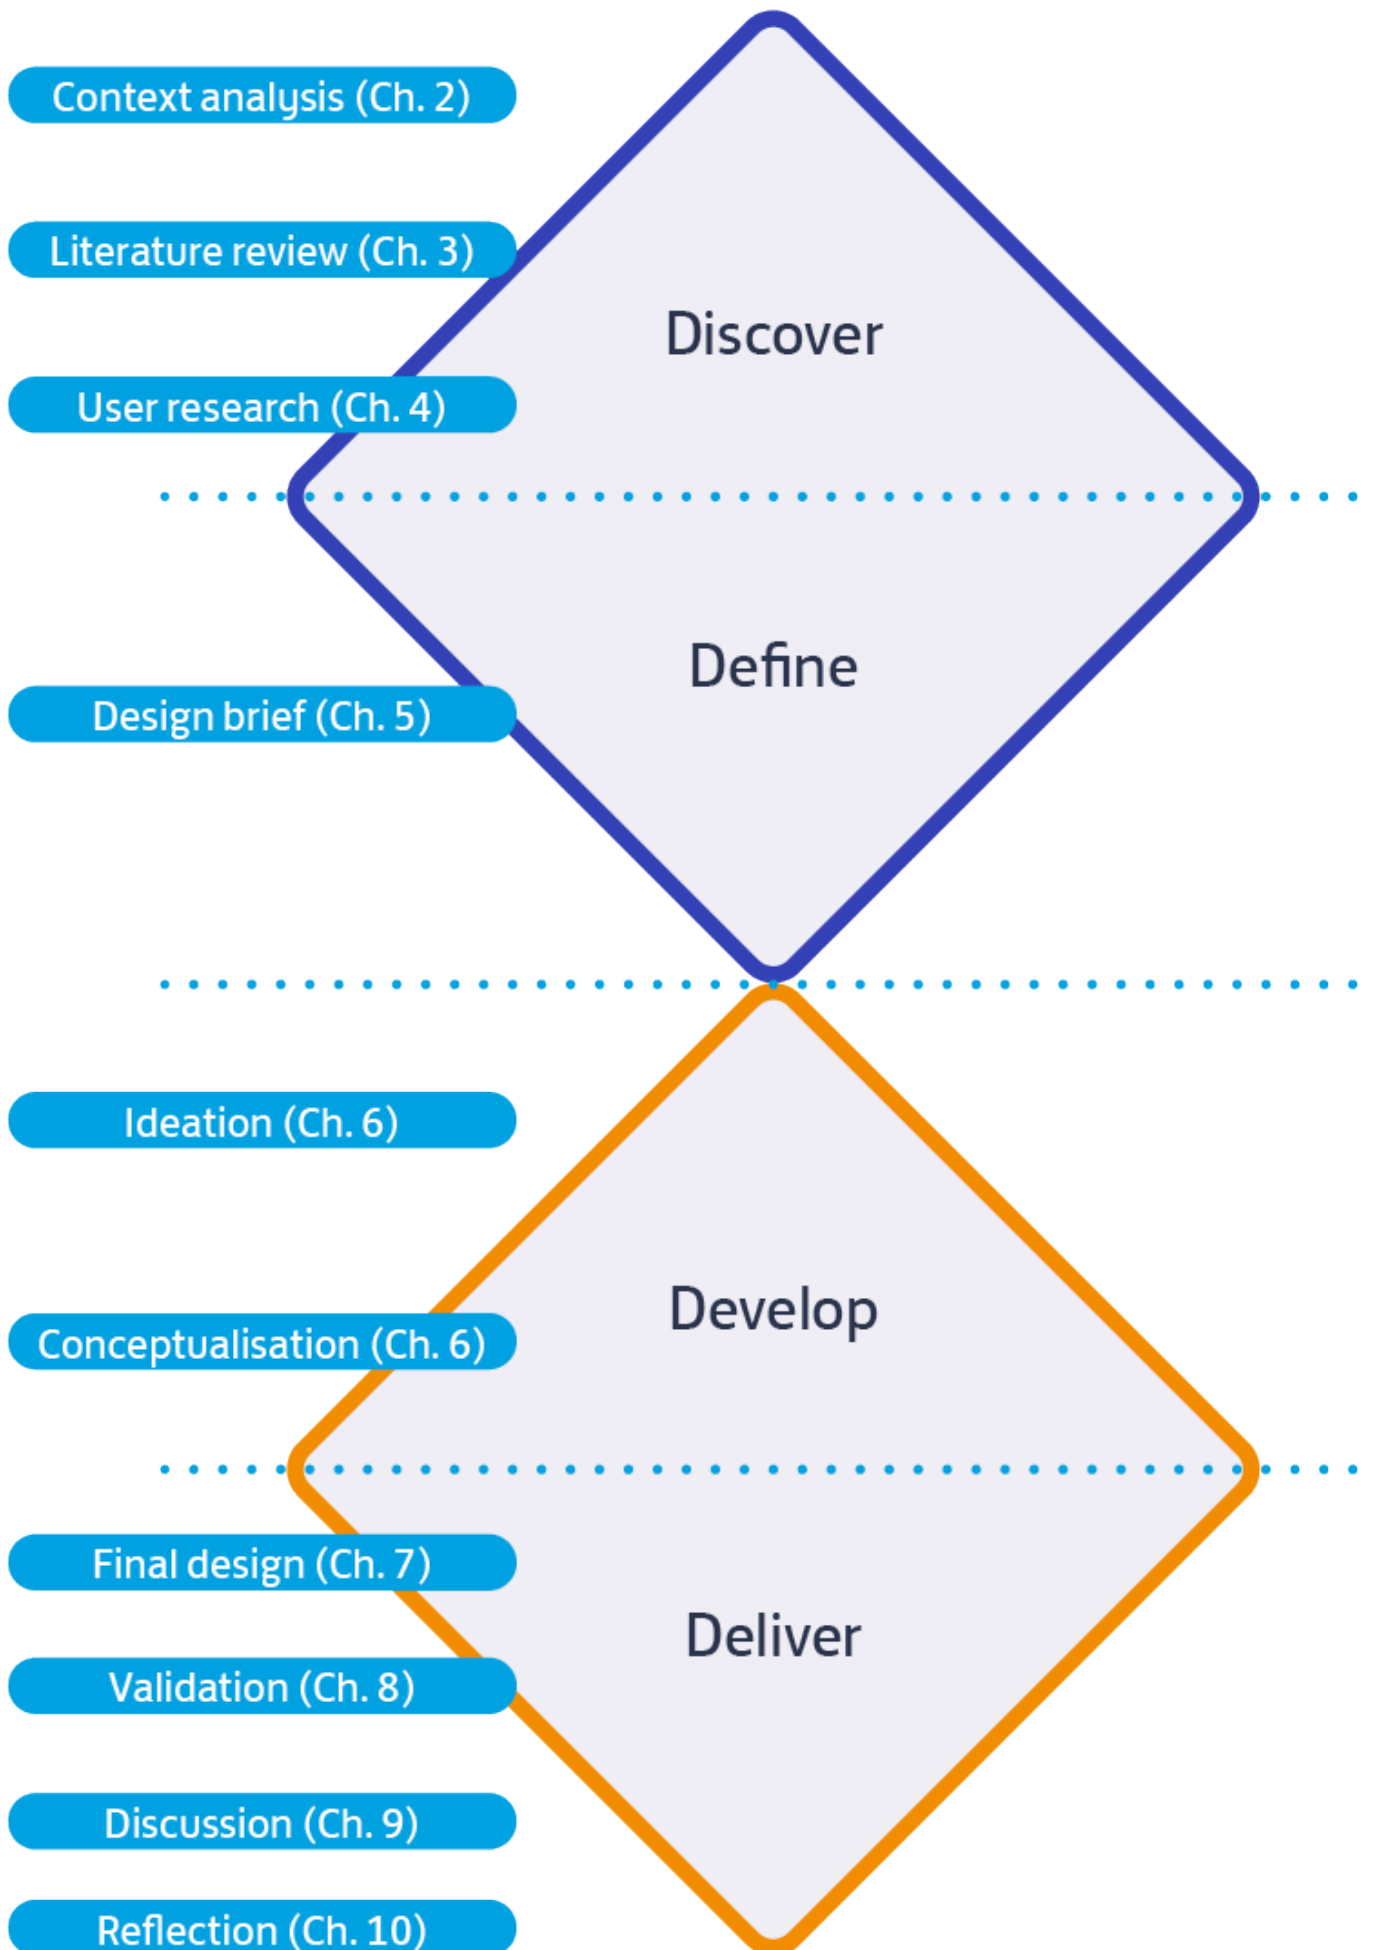 Context analysis (Ch. 2)
Literature review (Ch. 3)
Discover
User research (Ch. 4)
Define
Design brief (Ch. 5)
Ideation (Ch. 6)
Develop
Conceptualisation (Ch. 6)
Final design (Ch. 7)
Deliver
Validation (Ch. 8)
Discussion (Ch. 9)
Reflection (Ch. 10)